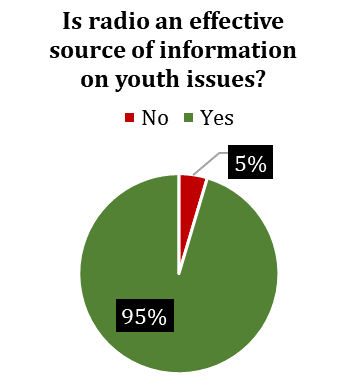 Is radio an effective
source of information
on youth issues?
No Yes
5%
95%